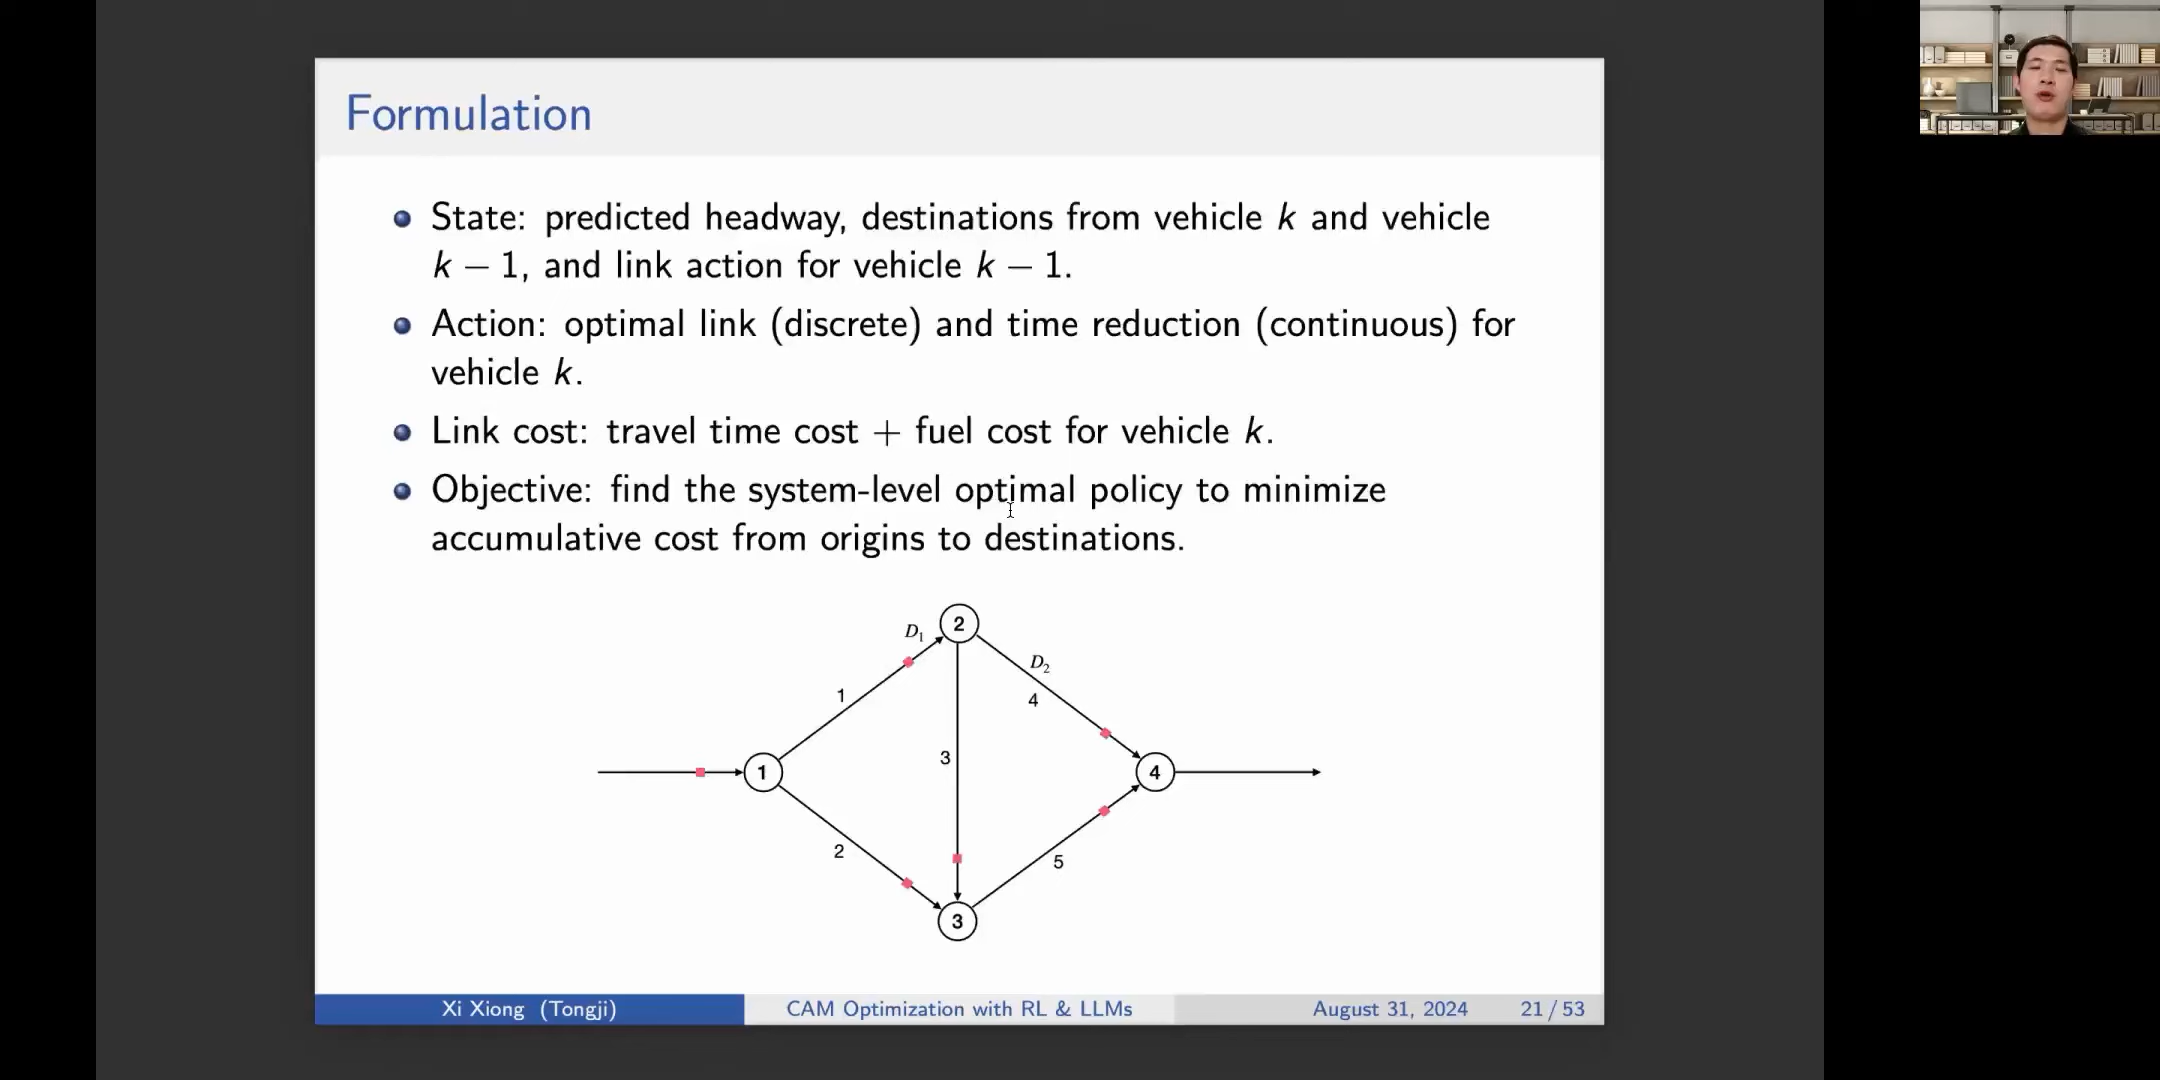 Formulation
State: predicted headway, destinations from vehicle k and vehicle
k − 1, and link action for vehicle k − 1.
Action: optimal link (discrete) and time reduction (continuous) for
vehicle k.
Link cost: travel time cost + fuel cost for vehicle k.
Objective: find the system-level optimal policy to minimize
accumulative cost from origins to destinations.
2
D₁
D₂
1
4
3
1
4
2
5
3
Xi Xiong (Tongji)
CAM Optimization with RL & LLMs
August 31, 2024
21 / 53